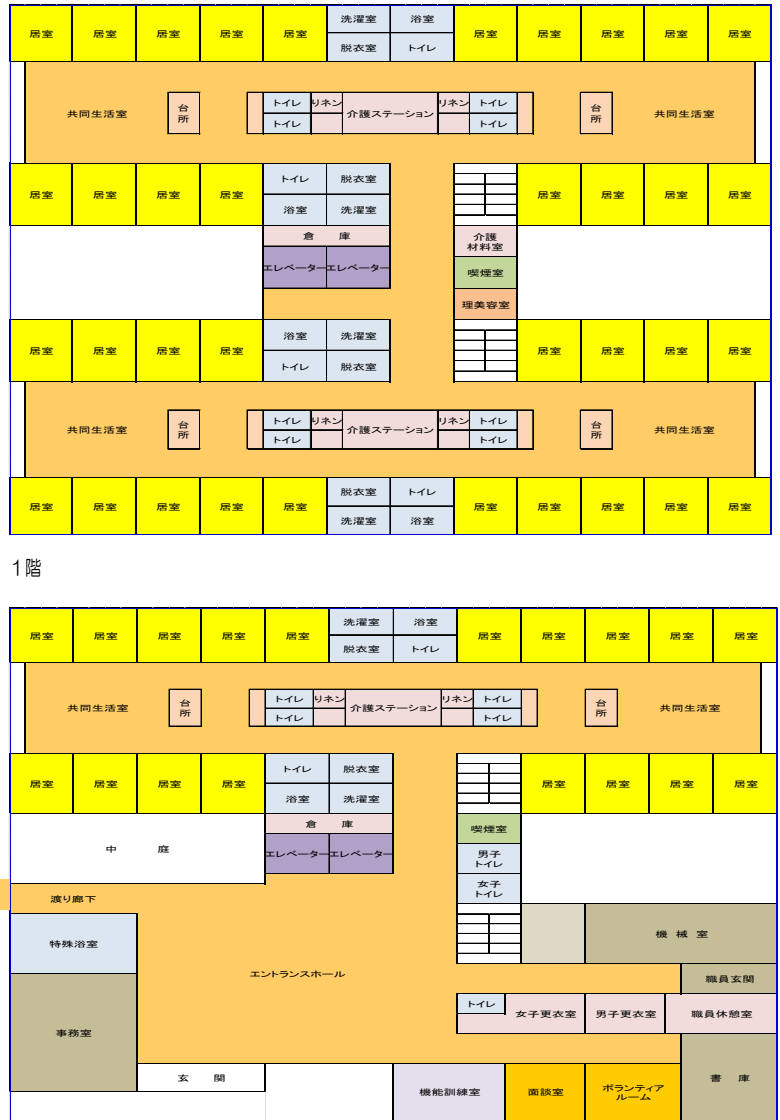 居室 居室 居室 居室 居室 洗濯室 浴室 居室 居室 居室 居室 居室
脱衣室 トイレ
共同生活室 台所 トイレ リネン 介護ステーション リネン トイレ 台所 共同生活室
トイレ トイレ
居室 居室 居室 居室 トイレ 脱衣室 居室 居室 居室 居室
浴室 洗濯室
倉 庫 介護
材料室
エレベーター エレベーター 喫煙室
理美容室
居室 居室 居室 居室 浴室 洗濯室 居室 居室 居室 居室
トイレ 脱衣室
共同生活室 台所 トイレ リネン 介護ステーション リネン トイレ 台所 共同生活室
トイレ トイレ
居室 居室 居室 居室 居室 脱衣室 トイレ 居室 居室 居室 居室 居室
洗濯室 浴室
1階
居室 居室 居室 居室 居室 洗濯室 浴室 居室 居室 居室 居室 居室
脱衣室 トイレ
共同生活室 台所 トイレ リネン 介護ステーション リネン トイレ 台所 共同生活室
トイレ トイレ
居室 居室 居室 居室 トイレ 脱衣室 居室 居室 居室 居室
浴室 洗濯室
倉 庫 喫煙室
中 庭 エレベーター エレベーター 男子
トイレ
女子
トイレ
渡り廊下
特殊浴室 機 械 室
エントランスホール 職員玄関
トイレ 女子更衣室 男子更衣室 職員休憩室
事務室
玄 関 機能訓練室 面談室 ボランティア
ルーム 書 庫